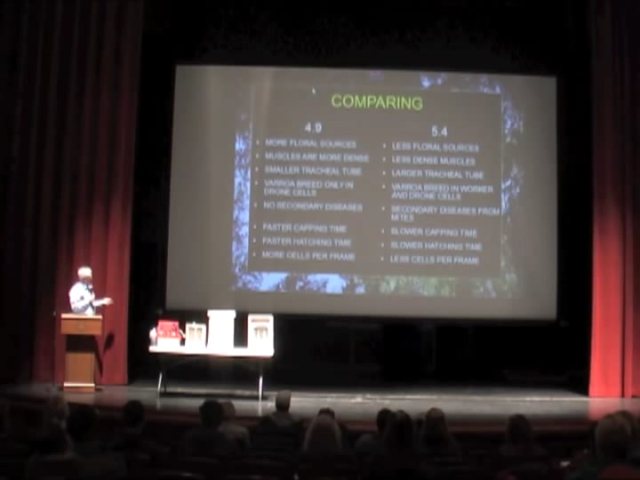 COMPARING
4.9
MORE FLORAL SOURCES
MUSCLES ARE MORE DENSE
SMALLER TRACHEAL TUBE
VARROA BREED ONLY IN
DRONE CELLS
NO SECONDARY DISEASES
FASTER CAPPING TIME
FASTER HATCHING TIME
MORE CELLS PER FRAME
5.4
LESS FLORAL SOURCES
LESS DENSE MUSCLES
LARGER TRACHEAL TUBE
VARROA BREED IN WORKER
AND DRONE CELLS
SECONDARY DISEASES FROM
MITES
SLOWER CAPPING TIME
SLOWER HATCHING TIME
LESS CELLS PER FRAME